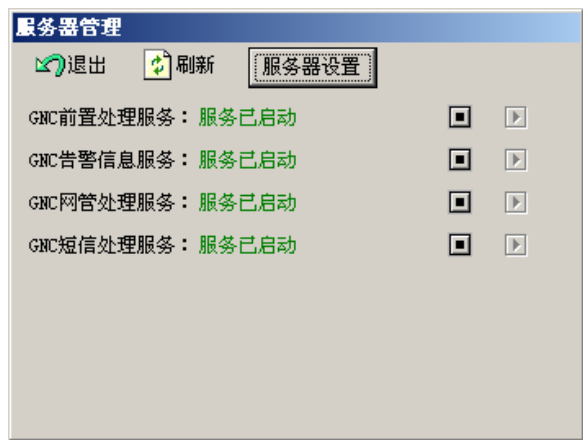 服务器管理
退出 刷新 服务器设置
GNC前置处理服务：服务已启动
GNC告警信息服务：服务已启动
GNC网管处理服务：服务已启动
GNC短信处理服务：服务已启动